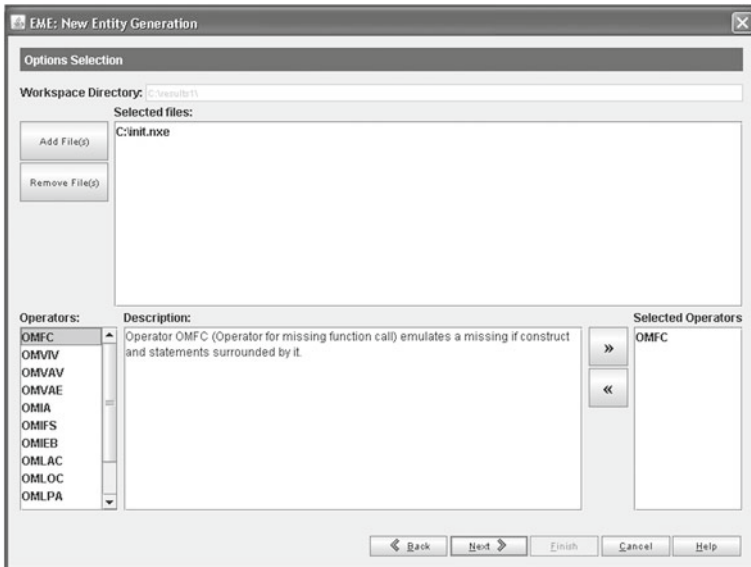 EME: New Entity Generation
Options Selection
Workspace Directory: C:\results1\
Selected files:
Add File(s)
C:\init.nxe
Remove File(s)
Operators:
Description:
Selected Operators
OMFC
OMVIV
OMVAV
OMVAE
OMIA
OMIFS
OMIEB
OMLAC
OMLOC
OMLPA
Operator OMFC (Operator for missing function call) emulates a missing if construct
and statements surrounded by it.
»
«
OMFC
Back
Next
Finish
Cancel
Help